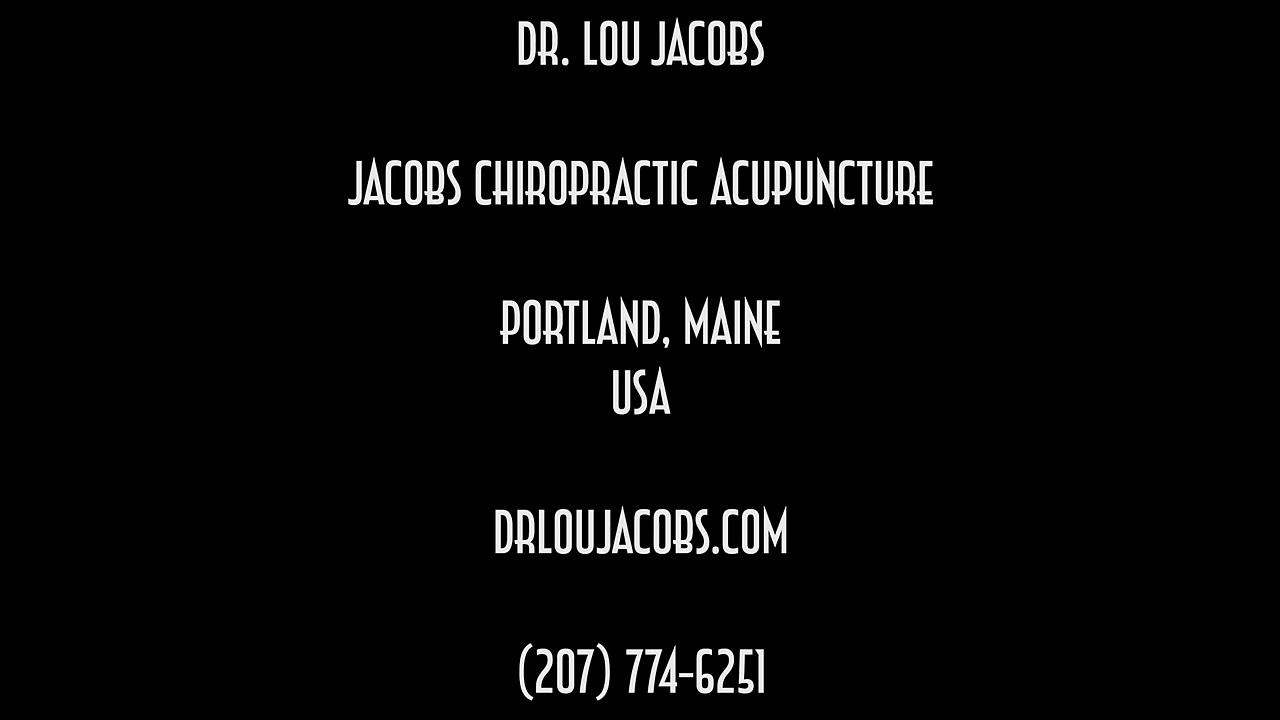 DR. LOU JACOBS
JACOBS CHIROPRACTIC ACUPUNCTURE
PORTLAND, MAINE
USA
DRLOUJACOBS.COM
(207) 774-6251